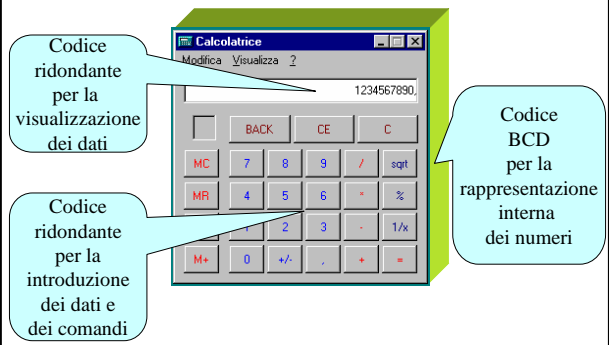 Codice
ridondante
per la
visualizzazione
dei dati
Calcolatrice
Modifica Visualizza ?
1234567890,
BACK CE C
MC 7 8 9 / sqrt
MR 4 5 6 * %
1 2 3 - 1/x
M+ 0 +/- , + =
Codice
ridondante
per la
introduzione
dei dati e
dei comandi
Codice
BCD
per la
rappresentazione
interna
dei numeri